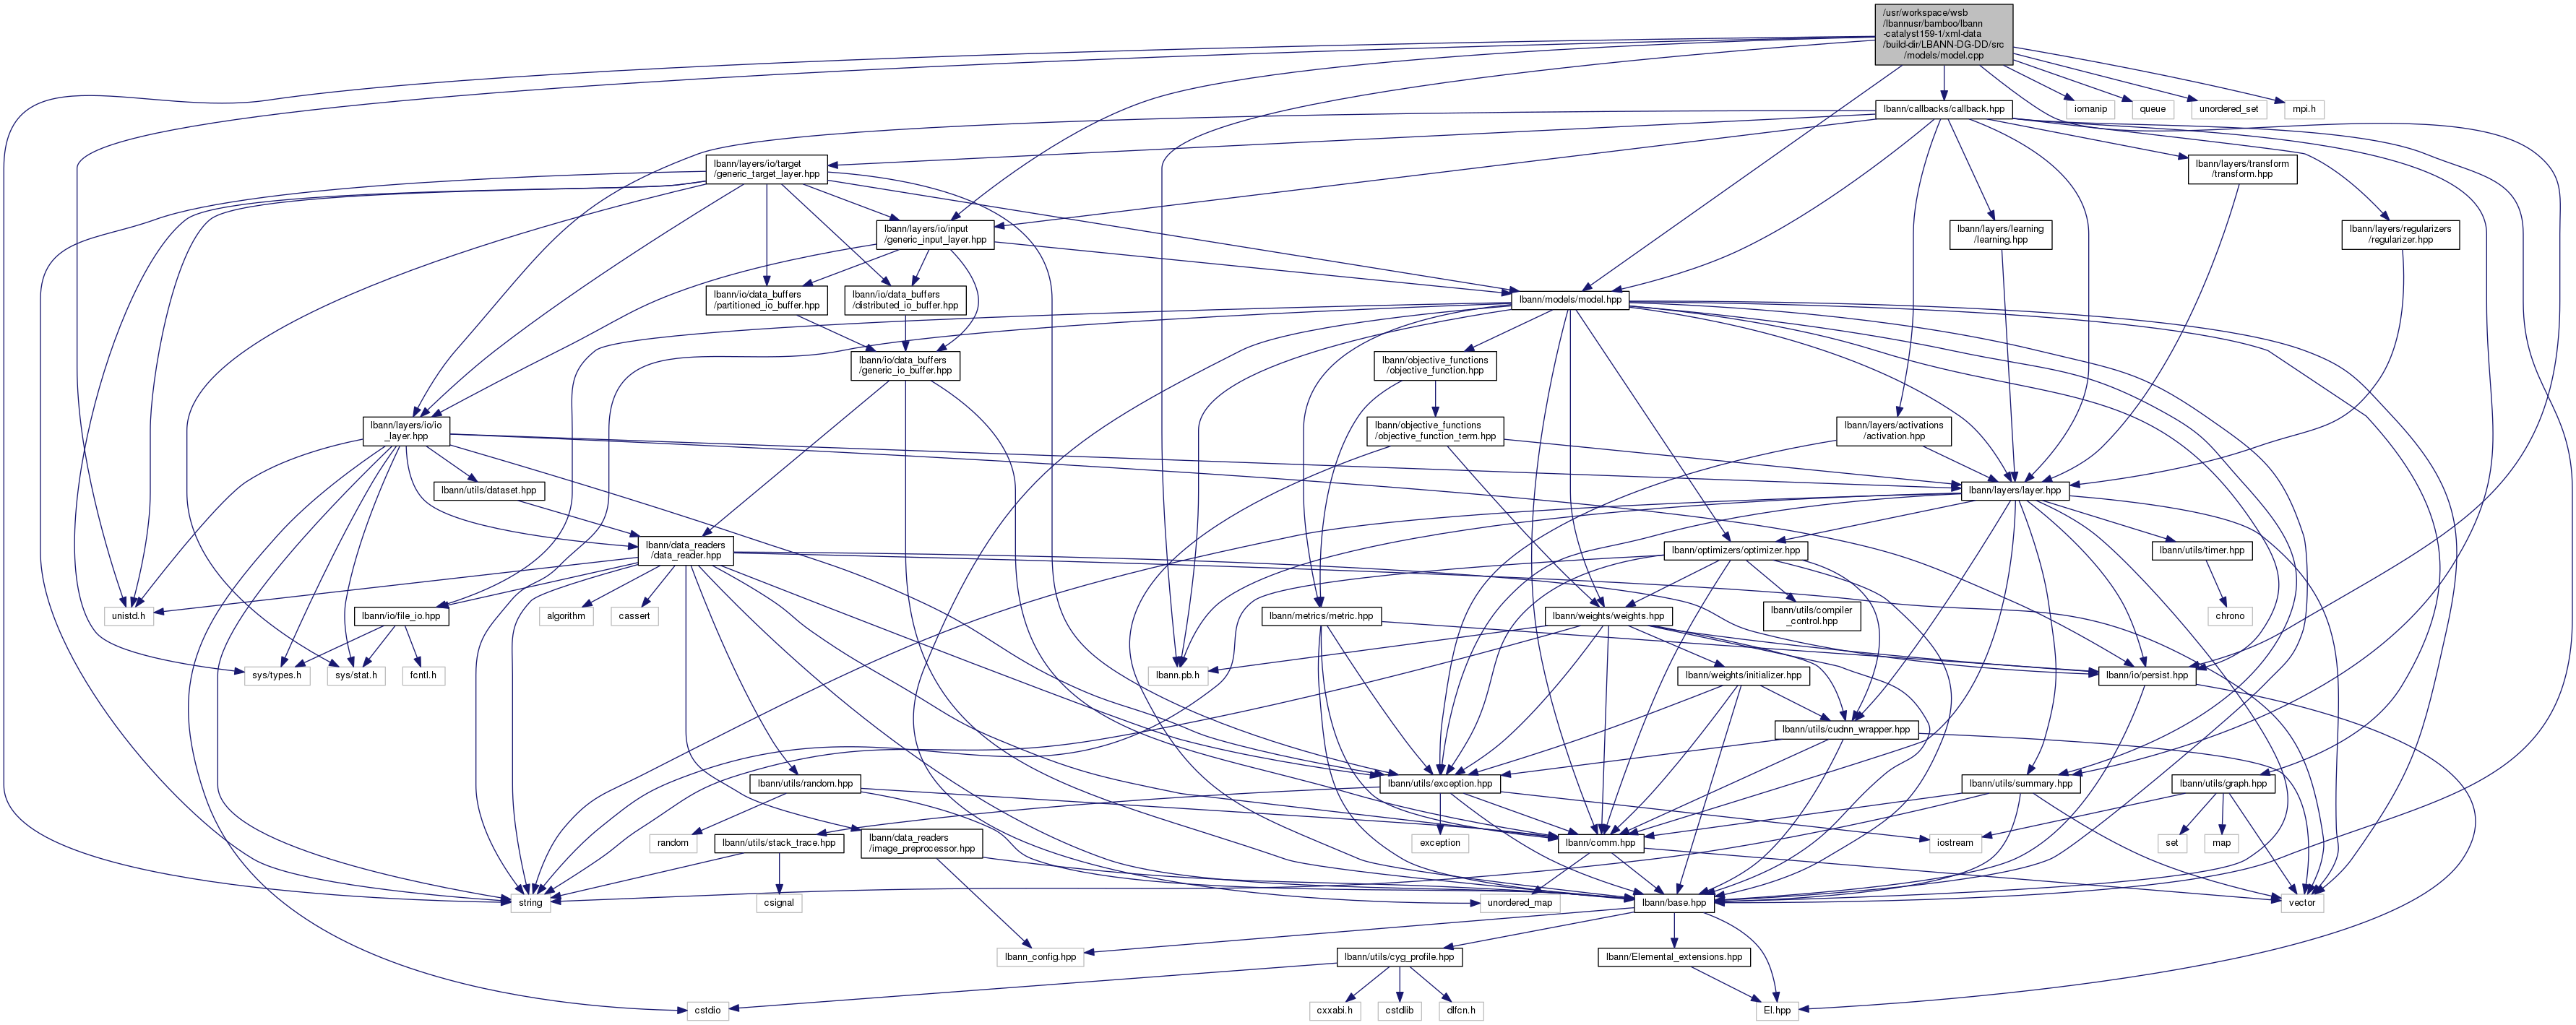 /usr/workspace/wsb
/lbannusr/bamboo/lbann
-catalyst159-1/xml-data
/build-dir/LBANN-DG-DD/src
/models/model.cpp
lbann/callbacks/callback.hpp
iomanip
queue
unordered_set
mpi.h
lbann/layers/io/target
/generic_target_layer.hpp
lbann/layers/transform
/transform.hpp
lbann/layers/io/input
/generic_input_layer.hpp
lbann/layers/learning
/learning.hpp
lbann/layers/regularizers
/regularizer.hpp
lbann/io/data_buffers
/partitioned_io_buffer.hpp
lbann/io/data_buffers
/distributed_io_buffer.hpp
lbann/models/model.hpp
lbann/io/data_buffers
/generic_io_buffer.hpp
lbann/objective_functions
/objective_function.hpp
lbann/layers/io/io
_layer.hpp
lbann/objective_functions
/objective_function_term.hpp
lbann/layers/activations
/activation.hpp
lbann/utils/dataset.hpp
lbann/layers/layer.hpp
lbann/data_readers
/data_reader.hpp
lbann/optimizers/optimizer.hpp
lbann/utils/timer.hpp
unistd.h
lbann/io/file_io.hpp
algorithm
cassert
lbann/metrics/metric.hpp
lbann/weights/weights.hpp
lbann/utils/compiler
_control.hpp
chrono
sys/types.h
sys/stat.h
fcntl.h
lbann.pb.h
lbann/weights/initializer.hpp
lbann/io/persist.hpp
lbann/utils/cudnn_wrapper.hpp
lbann/utils/random.hpp
lbann/utils/exception.hpp
lbann/utils/summary.hpp
lbann/utils/graph.hpp
random
lbann/utils/stack_trace.hpp
lbann/data_readers
/image_preprocessor.hpp
exception
lbann/comm.hpp
iostream
set
map
string
csignal
unordered_map
lbann/base.hpp
vector
lbann_config.hpp
lbann/utils/cyg_profile.hpp
lbann/Elemental_extensions.hpp
cstdio
cxxabi.h
cstdlib
dlfcn.h
El.hpp